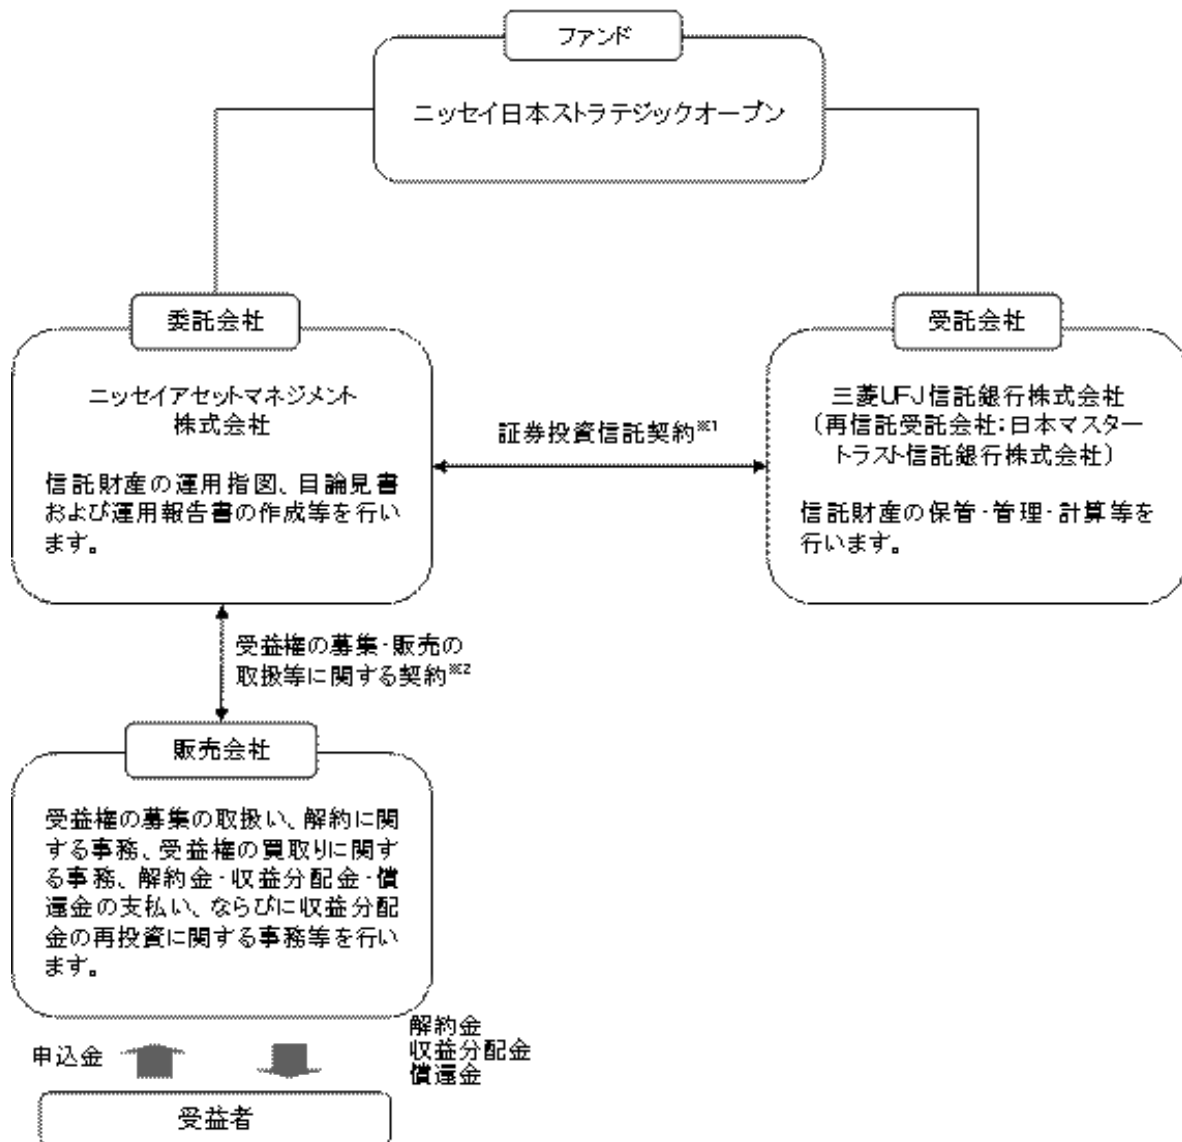 ファンド
ニッセイ日本ストラテジックオープン
委託会社
ニッセイアセットマネジメント
株式会社
信託財産の運用指図、目論見書
および運用報告書の作成等を行い
ます。
証券投資信託契約※1
受託会社
三菱UFJ信託銀行株式会社
(再信託受託会社:日本マスター
トラスト信託銀行株式会社)
信託財産の保管・管理・計算等を
行います。
受益権の募集・販売の
取扱等に関する契約※2
販売会社
受益権の募集の取扱い、解約に関
する事務、受益権の買取りに関す
る事務、解約金・収益分配金・償
還金の支払い、ならびに収益分配
金の再投資に関する事務等を行い
ます。
申込金
解約金
収益分配金
償還金
受益者